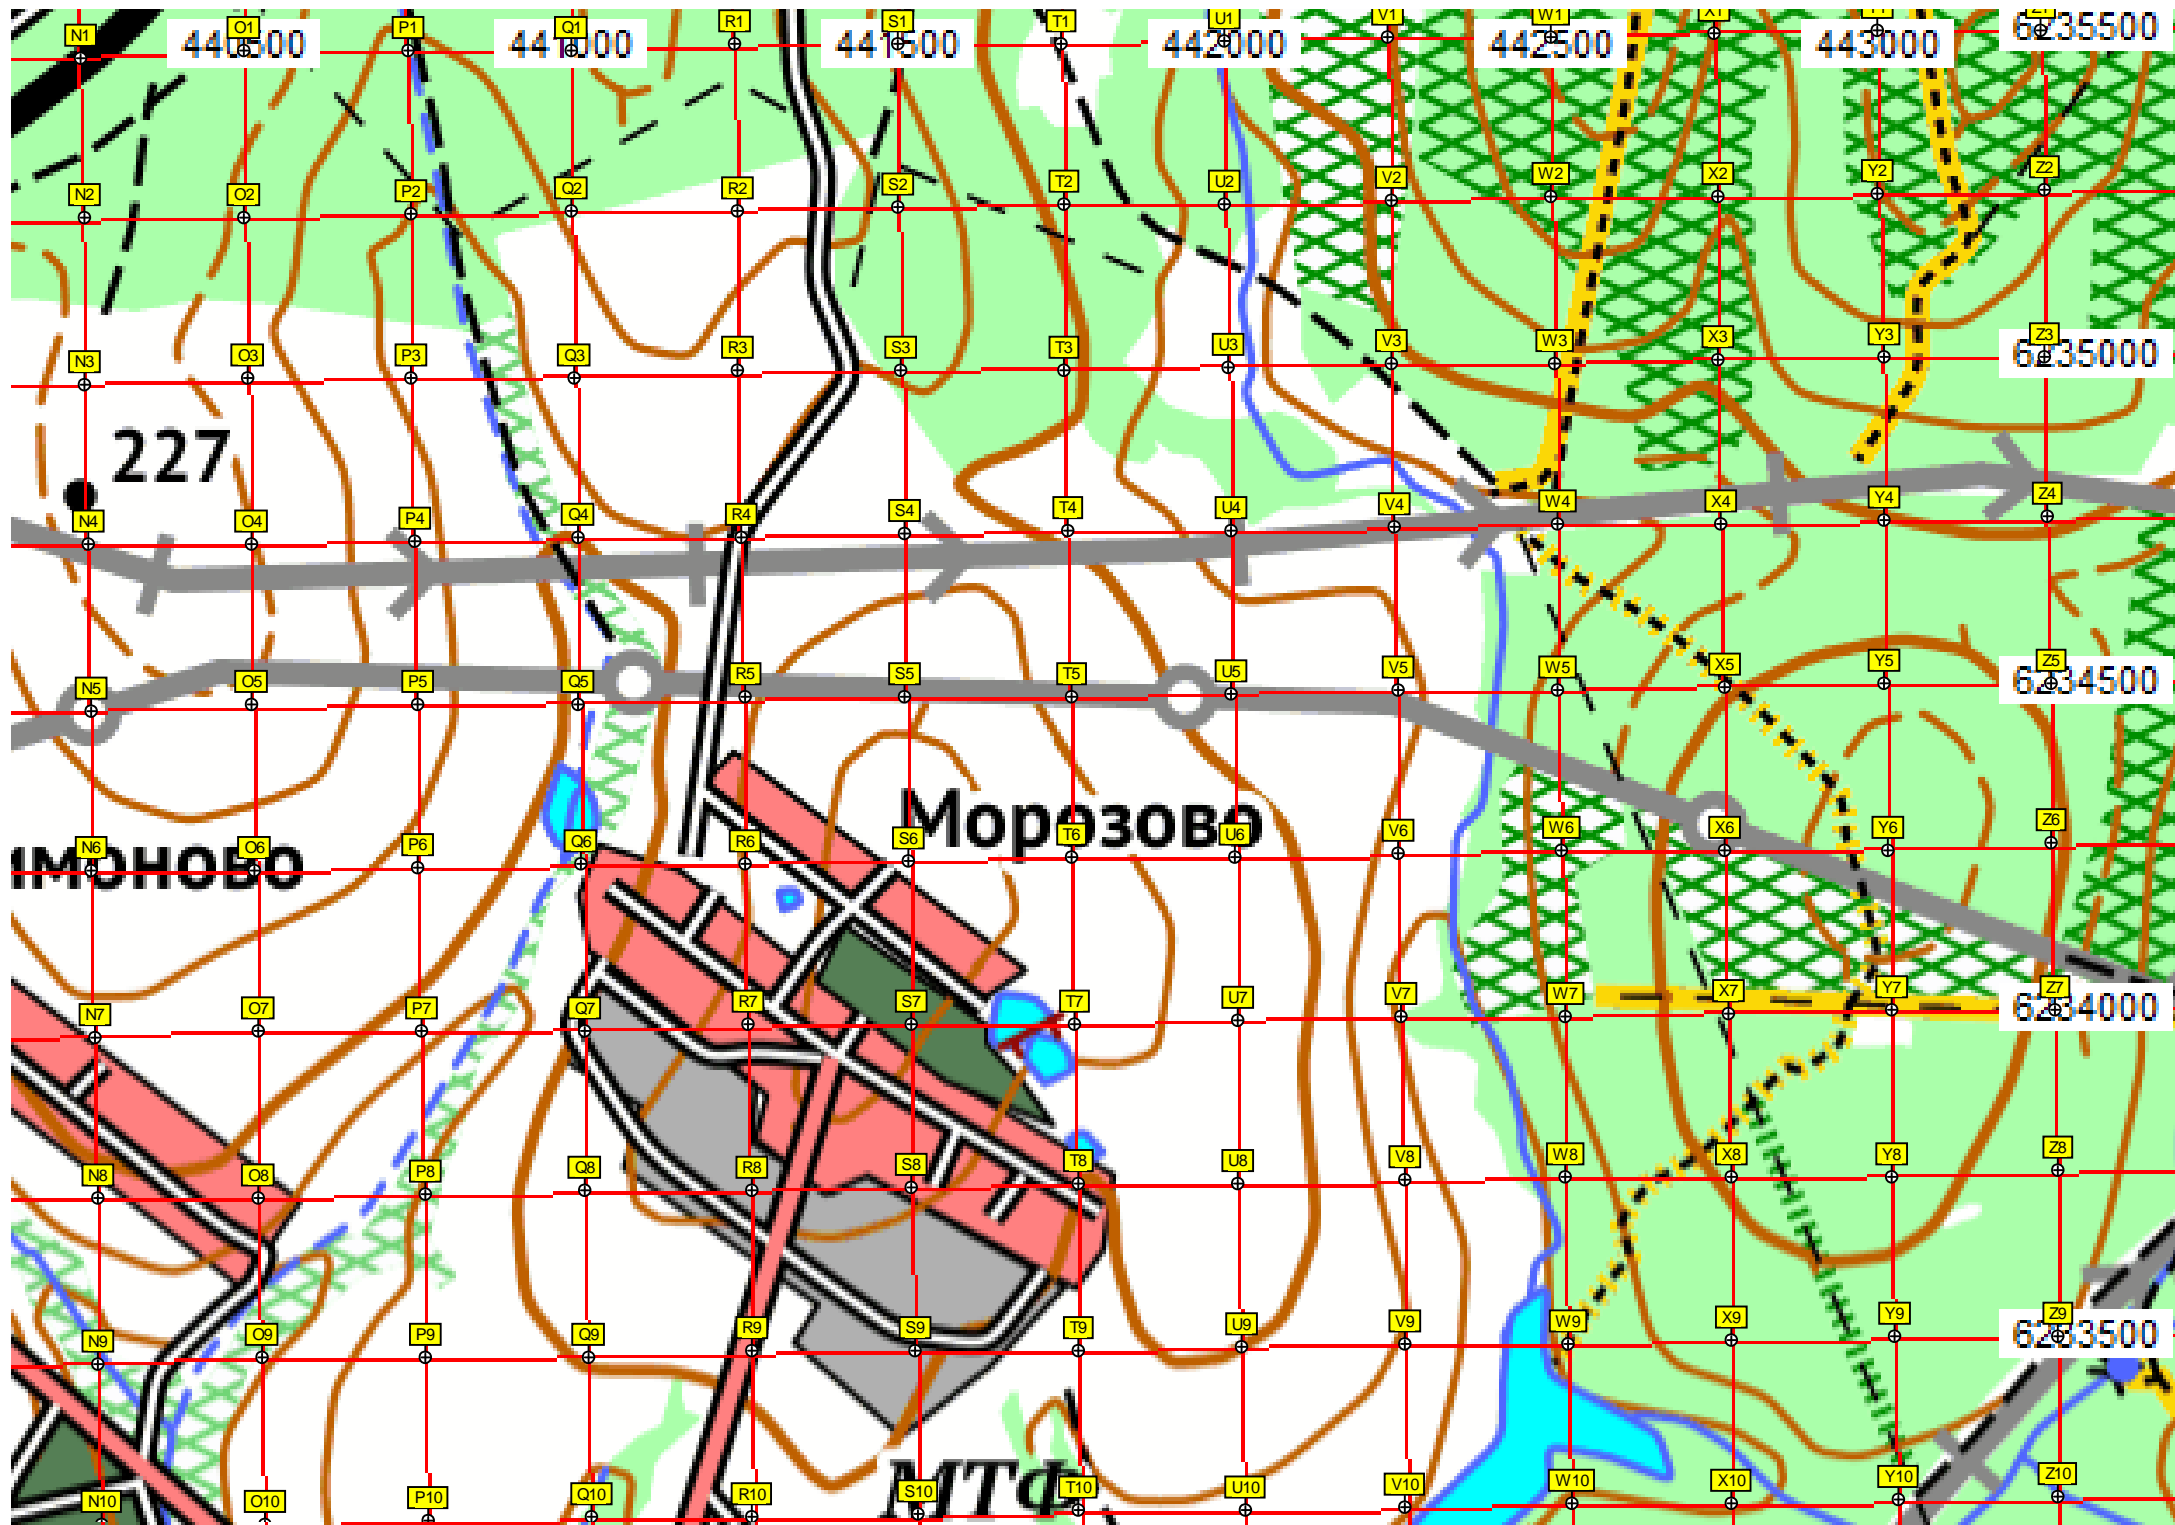 N1 O1 P1 Q1 R1 S1 T1 U1 V1 W1 X1 Y1 Z1
440500 441000 441500 442000 442500 443000 6235500
N2 O2 P2 Q2 R2 S2 T2 U2 V2 W2 X2 Y2 Z2
N3 O3 P3 Q3 R3 S3 T3 U3 V3 W3 X3 Y3 Z3
6235000
227
N4 O4 P4 Q4 R4 S4 T4 U4 V4 W4 X4 Y4 Z4
N5 O5 P5 Q5 R5 S5 T5 U5 V5 W5 X5 Y5 Z5
6234500
Морозово
N6 O6 P6 Q6 R6 S6 T6 U6 V6 W6 X6 Y6 Z6
имоново
N7 O7 P7 Q7 R7 S7 T7 U7 V7 W7 X7 Y7 Z7
6234000
N8 O8 P8 Q8 R8 S8 T8 U8 V8 W8 X8 Y8 Z8
N9 O9 P9 Q9 R9 S9 T9 U9 V9 W9 X9 Y9 Z9
6233500
МТФ
N10 O10 P10 Q10 R10 S10 T10 U10 V10 W10 X10 Y10 Z10